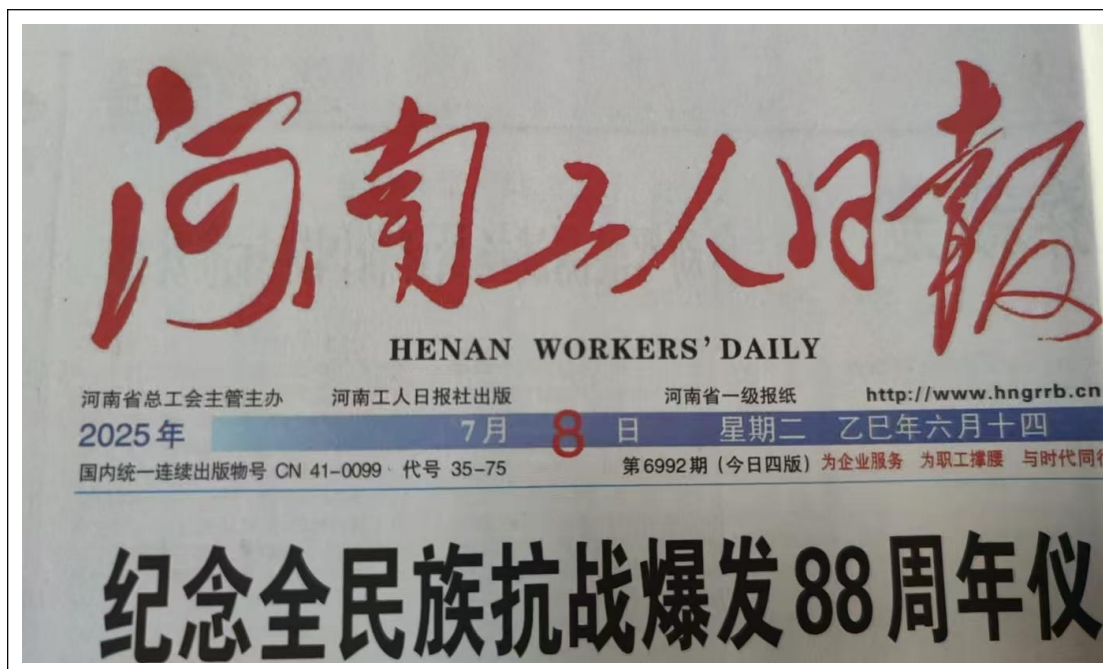 河南工人日報
HENAN WORKERS' DAILY
河南省总工会主管主办 河南工人日报社出版 河南省一级报纸 http://www.hngrrb.cn
2025年 7月 8 日 星期二 乙巳年六月十四
国内统一连续出版物号 CN 41-0099 代号 35-75 第6992期(今日四版) 为企业服务 为职工撑腰 与时代同行
纪念全民族抗战爆发88周年仪